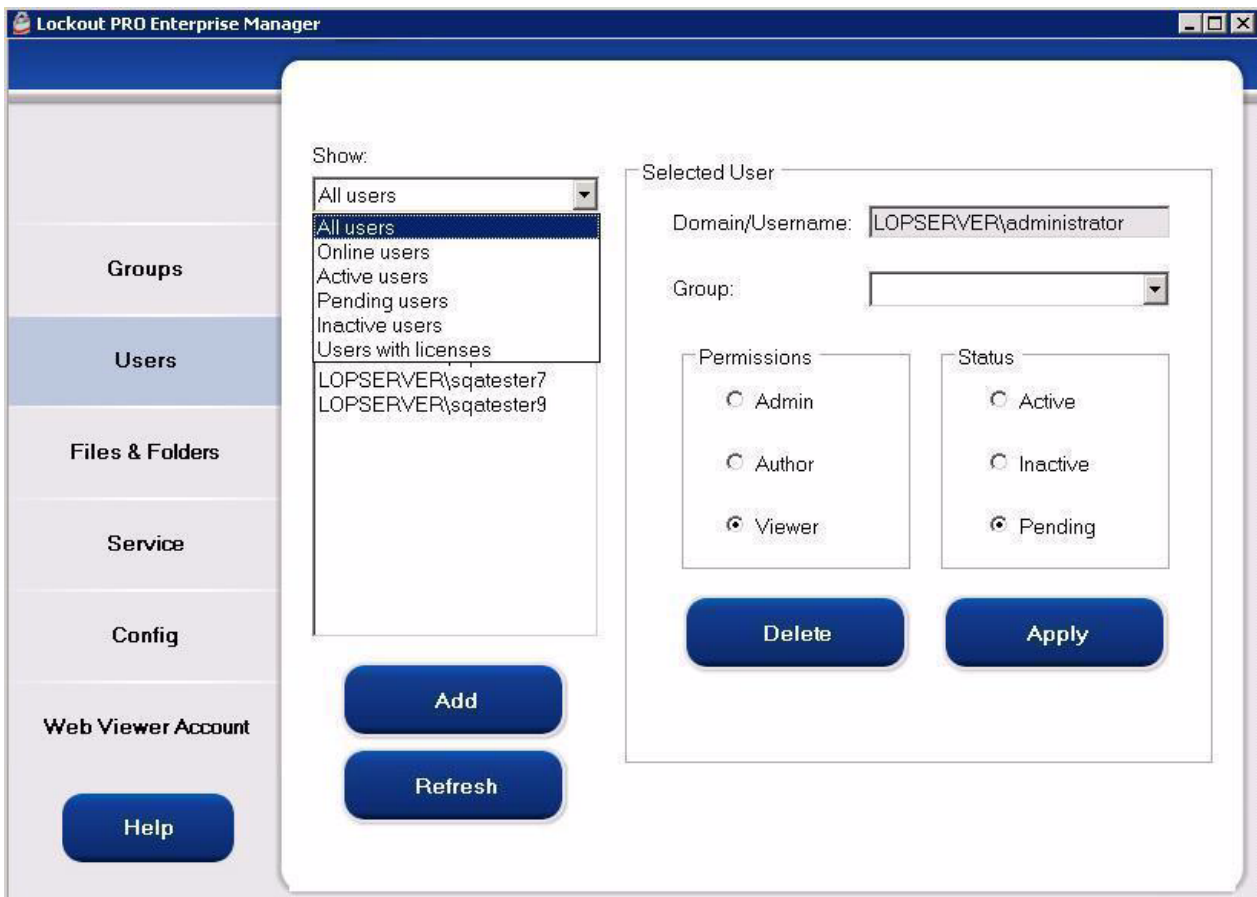 Lockout PRO Enterprise Manager
Groups
Users
Files & Folders
Service
Config
Web Viewer Account
Help
Show:
All users
All users
Online users
Active users
Pending users
Inactive users
Users with licenses
LOPSERVER\sqatester7
LOPSERVER\sqatester9
Add
Refresh
Selected User
Domain/Username:
LOPSERVER\administrator
Group:
Permissions
Admin
Author
Viewer
Status
Active
Inactive
Pending
Delete
Apply